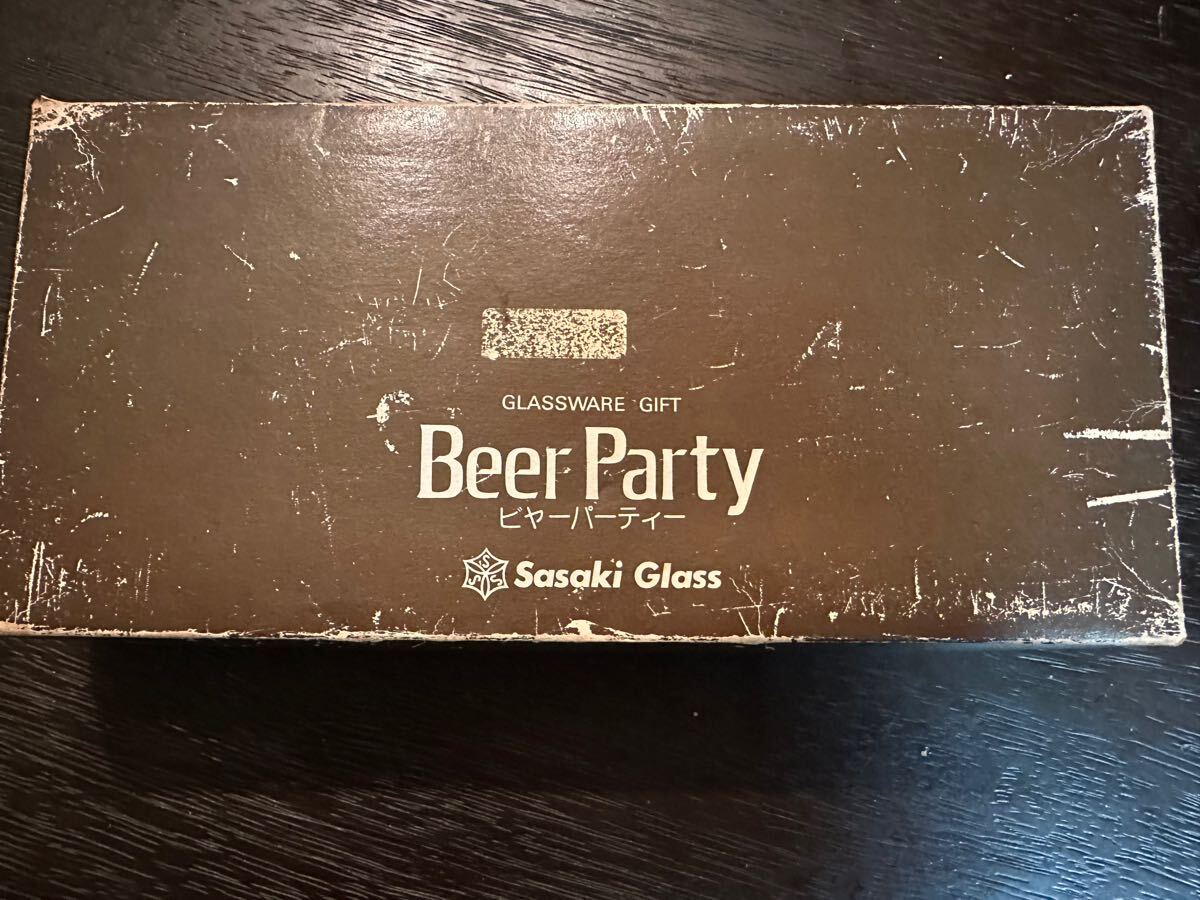 GLASSWARE GIFT
Beer Party
ビヤーパーティー
Sasaki Glass